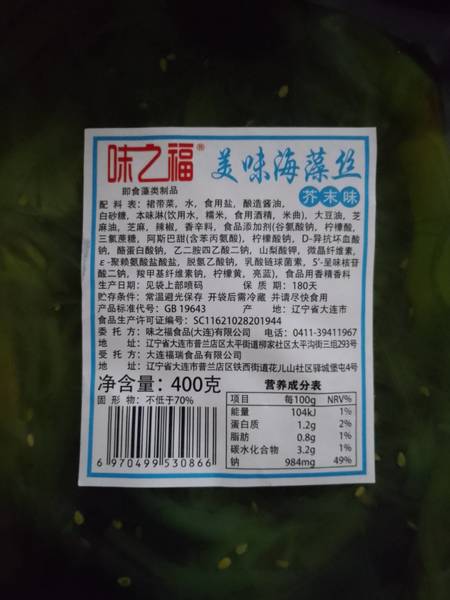 味之福® 美味海藻丝
即食藻类制品 芥末味
配 料 表：裙带菜，水，食用盐，酿造酱油，
白砂糖，本味淋(饮用水，糯米，食用酒精，米曲)，大豆油，芝
麻油，芝麻，辣椒，香辛料，食品添加剂(谷氨酸钠，柠檬酸，
三氯蔗糖，阿斯巴甜(含苯丙氨酸)，柠檬酸钠，D-异抗坏血酸
钠，酪蛋白酸钠，乙二胺四乙酸二钠，山梨酸钾，微晶纤维素，
ε-聚赖氨酸盐酸盐，脱氢乙酸钠，乳酸链球菌素，5'-呈味核苷
酸二钠，羧甲基纤维素钠，柠檬黄，亮蓝)，食品用香精香料
生产日期：见袋上部喷码 保 质 期：180天
贮存条件：常温避光保存 开袋后需冷藏 并请尽快食用
产品标准代号：GB 19643 产 地：辽宁省大连市
食品生产许可证编号：SC11621028201944
委 托 方：味之福食品(大连)有限公司 电话：0411-39411967
地 址：辽宁省大连市普兰店区太平街道柳家社区太平沟街三组293号
受 托 方：大连福瑞食品有限公司
地 址：辽宁省大连市普兰店区铁西街道花儿山社区驿城堡屯4号
净含量：400克
固 形 物：不低于70%
6 970499 530866
营养成分表
项目 每100g NRV%
能量 104kJ 1%
蛋白质 1.2g 2%
脂肪 0.8g 1%
碳水化合物 3.2g 1%
钠 984mg 49%